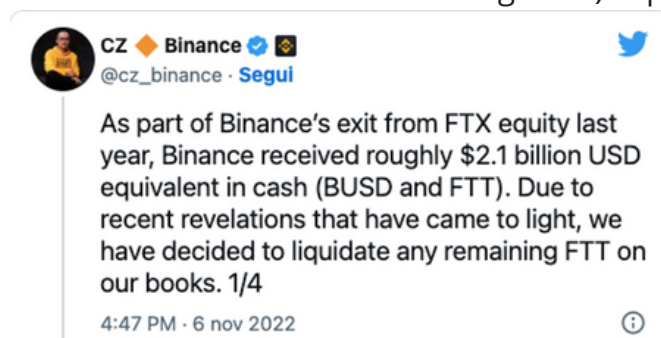 CZ 🔶 Binance
@cz_binance · Segui
As part of Binance's exit from FTX equity last
year, Binance received roughly $2.1 billion USD
equivalent in cash (BUSD and FTT). Due to
recent revelations that have came to light, we
have decided to liquidate any remaining FTT on
our books. 1/4
4:47 PM · 6 nov 2022